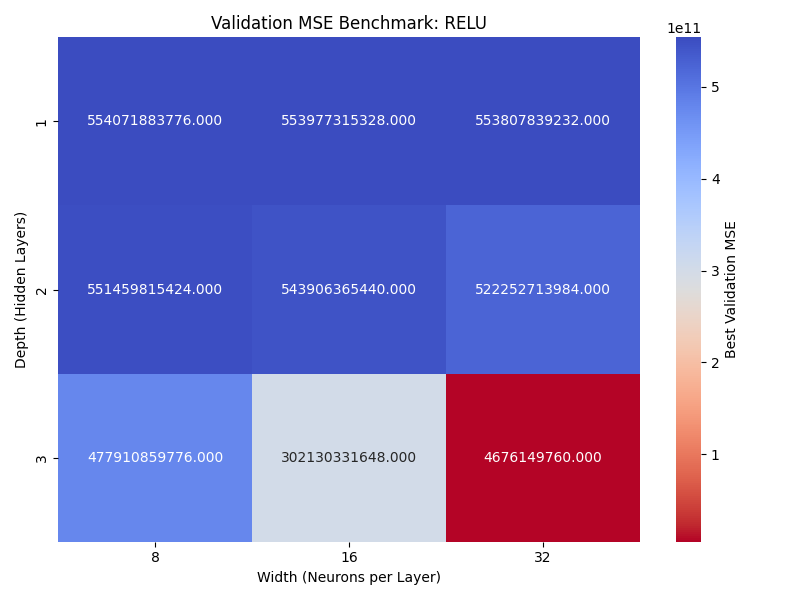 Validation MSE Benchmark: RELU
1e11
554071883776.000 553977315328.000 553807839232.000
551459815424.000 543906365440.000 522252713984.000
477910859776.000 302130331648.000 4676149760.000
1
2
3
Depth (Hidden Layers)
8 16 32
Width (Neurons per Layer)
5
4
3
2
1
Best Validation MSE